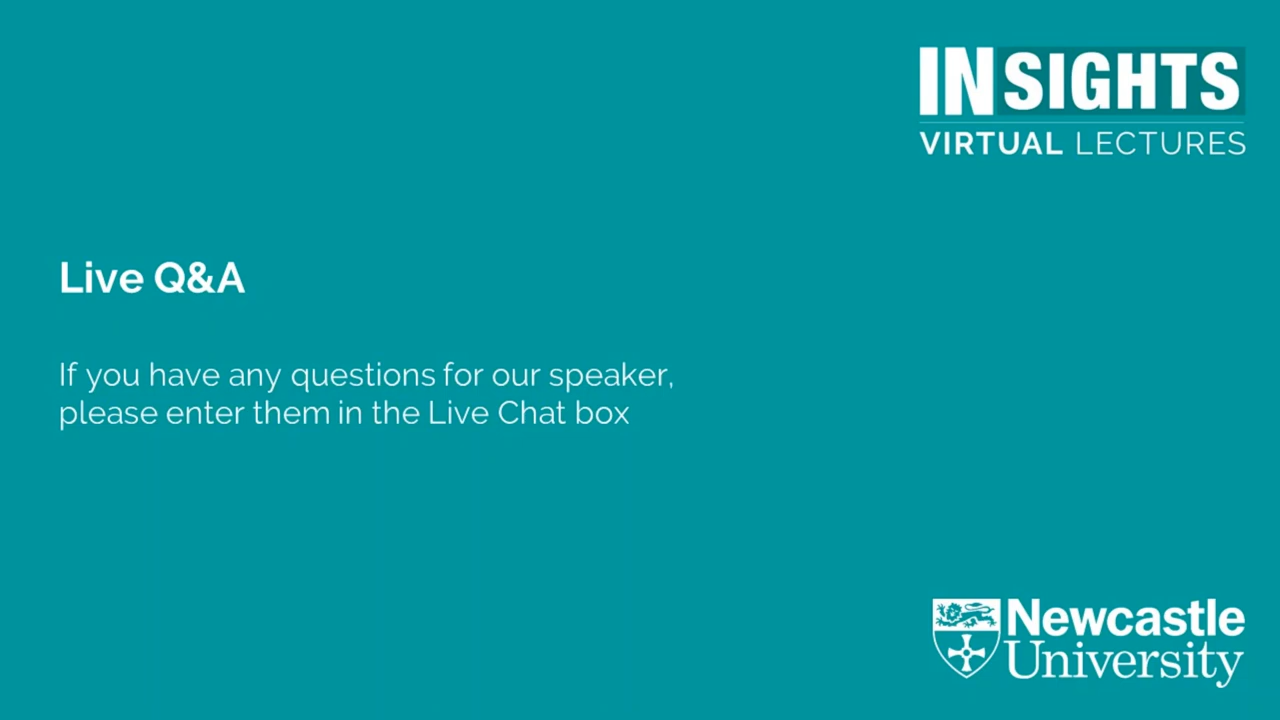 INSIGHTS
VIRTUAL LECTURES
Live Q&A
If you have any questions for our speaker,
please enter them in the Live Chat box
Newcastle
University